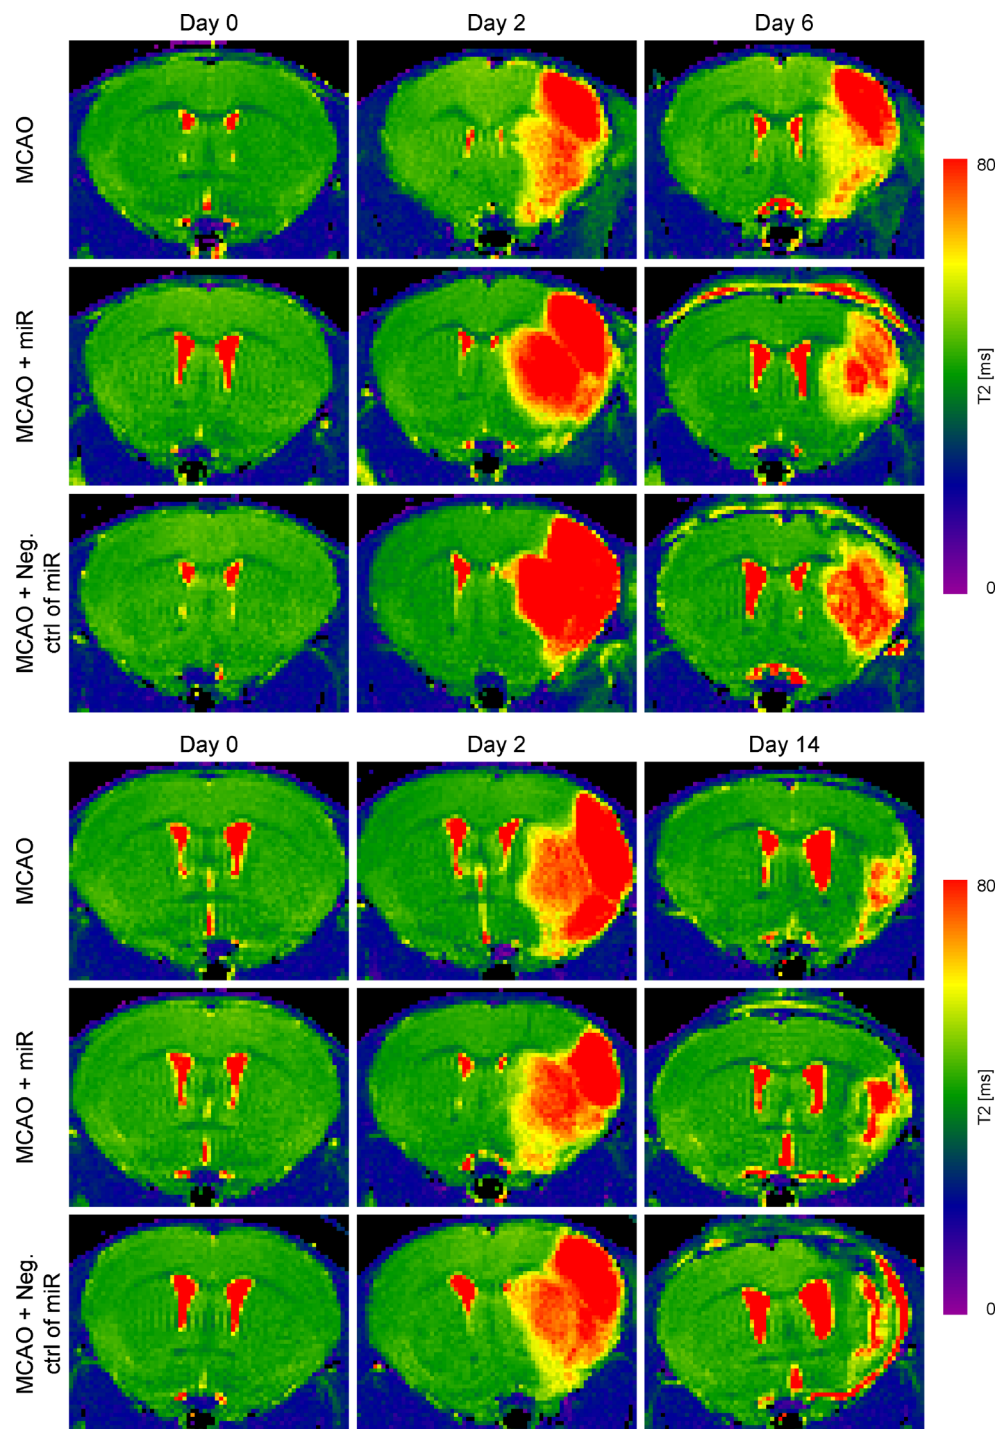 Day 0
Day 2
Day 6
MCAO
MCAO + miR
MCAO + Neg.
ctrl of miR
80
T2 [ms]
0
Day 0
Day 2
Day 14
MCAO
MCAO + miR
MCAO + Neg.
ctrl of miR
80
T2 [ms]
0